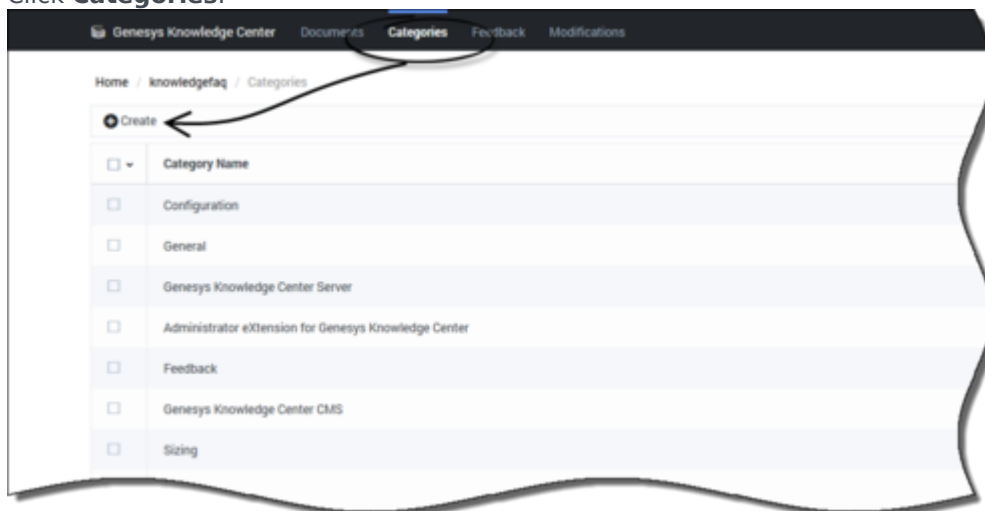 Click Categories.
Genesys Knowledge Center Documents Categories Feedback Modifications
Home / knowledgefaq / Categories
Create
Category Name
Configuration
General
Genesys Knowledge Center Server
Administrator eXtension for Genesys Knowledge Center
Feedback
Genesys Knowledge Center CMS
Sizing